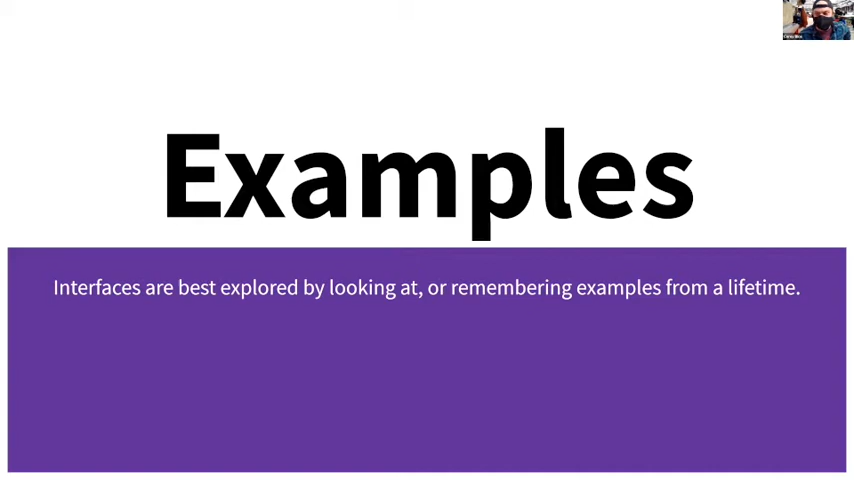 Examples
Interfaces are best explored by looking at, or remembering examples from a lifetime.